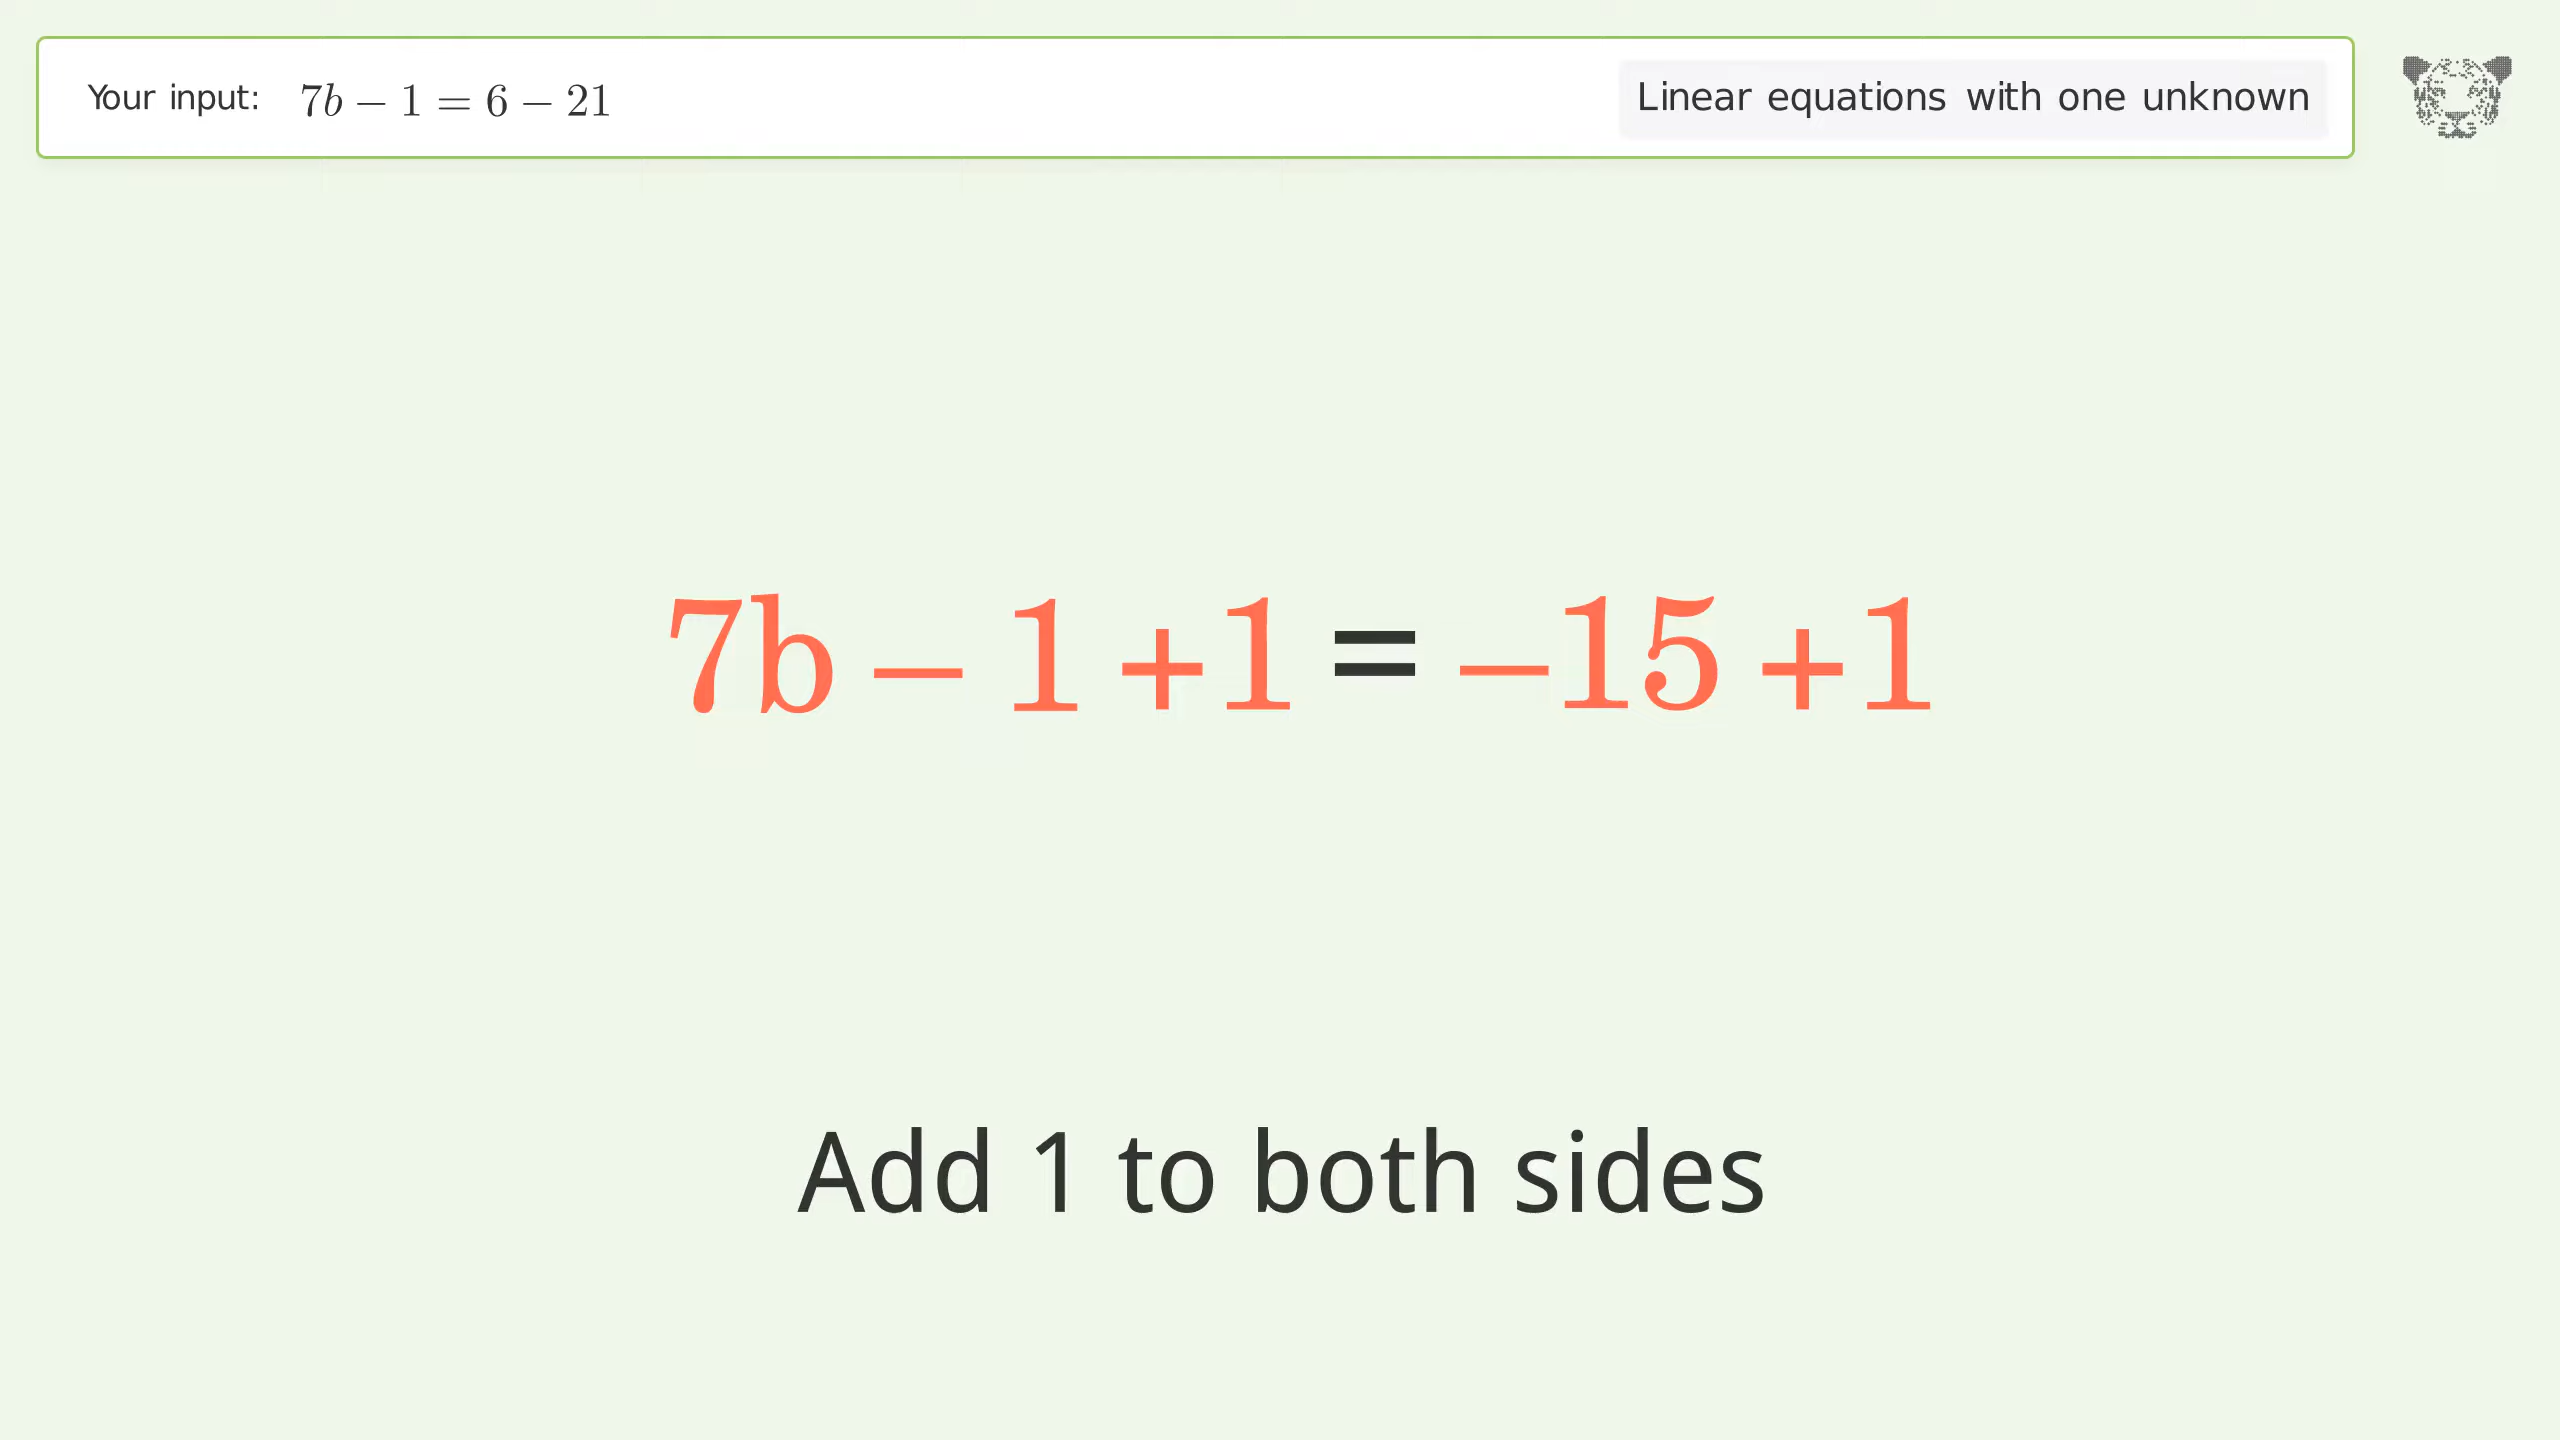 Your input: 7b − 1 = 6 − 21
Linear equations with one unknown
7b − 1 +1 = −15 +1
Add 1 to both sides